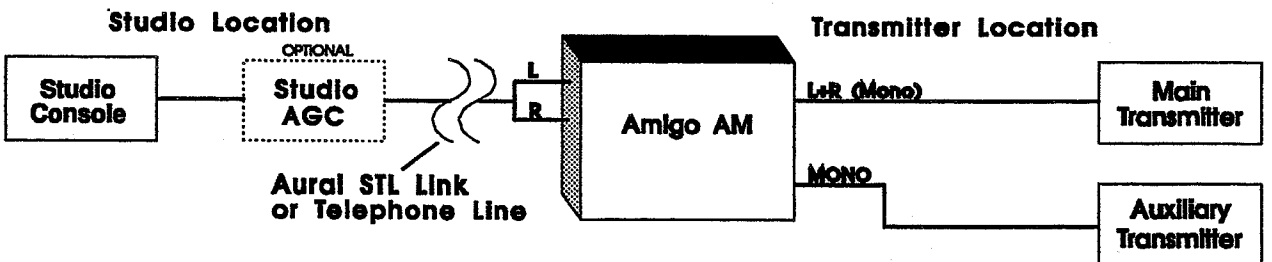 Studio Location
Transmitter Location
OPTIONAL
Studio
Console
Studio
AGC
L
R
Amigo AM
L+R (Mono)
Main
Transmitter
MONO
Aural STL Link
or Telephone Line
Auxiliary
Transmitter